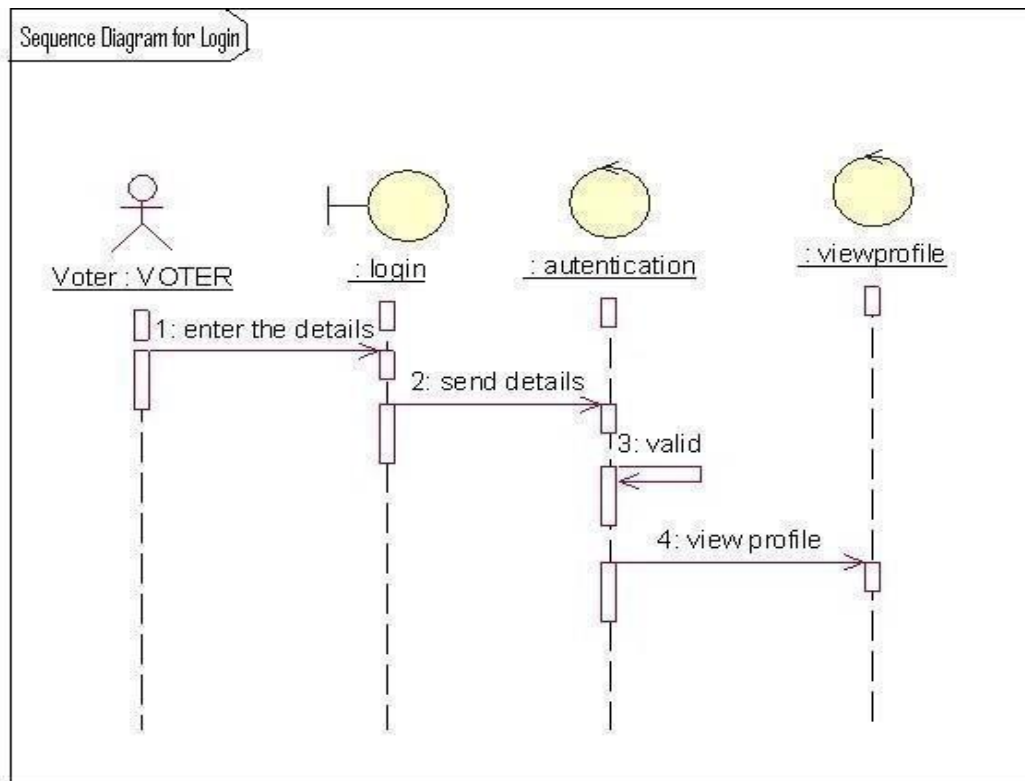 Sequence Diagram for Login
Voter : VOTER
: login
: autentication
: viewprofile
1: enter the details
2: send details
3: valid
4: view profile